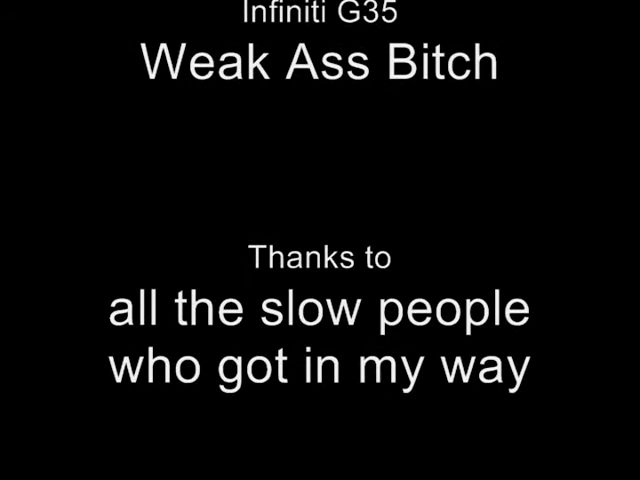 Infiniti G35
Weak Ass Bitch
Thanks to
all the slow people
who got in my way